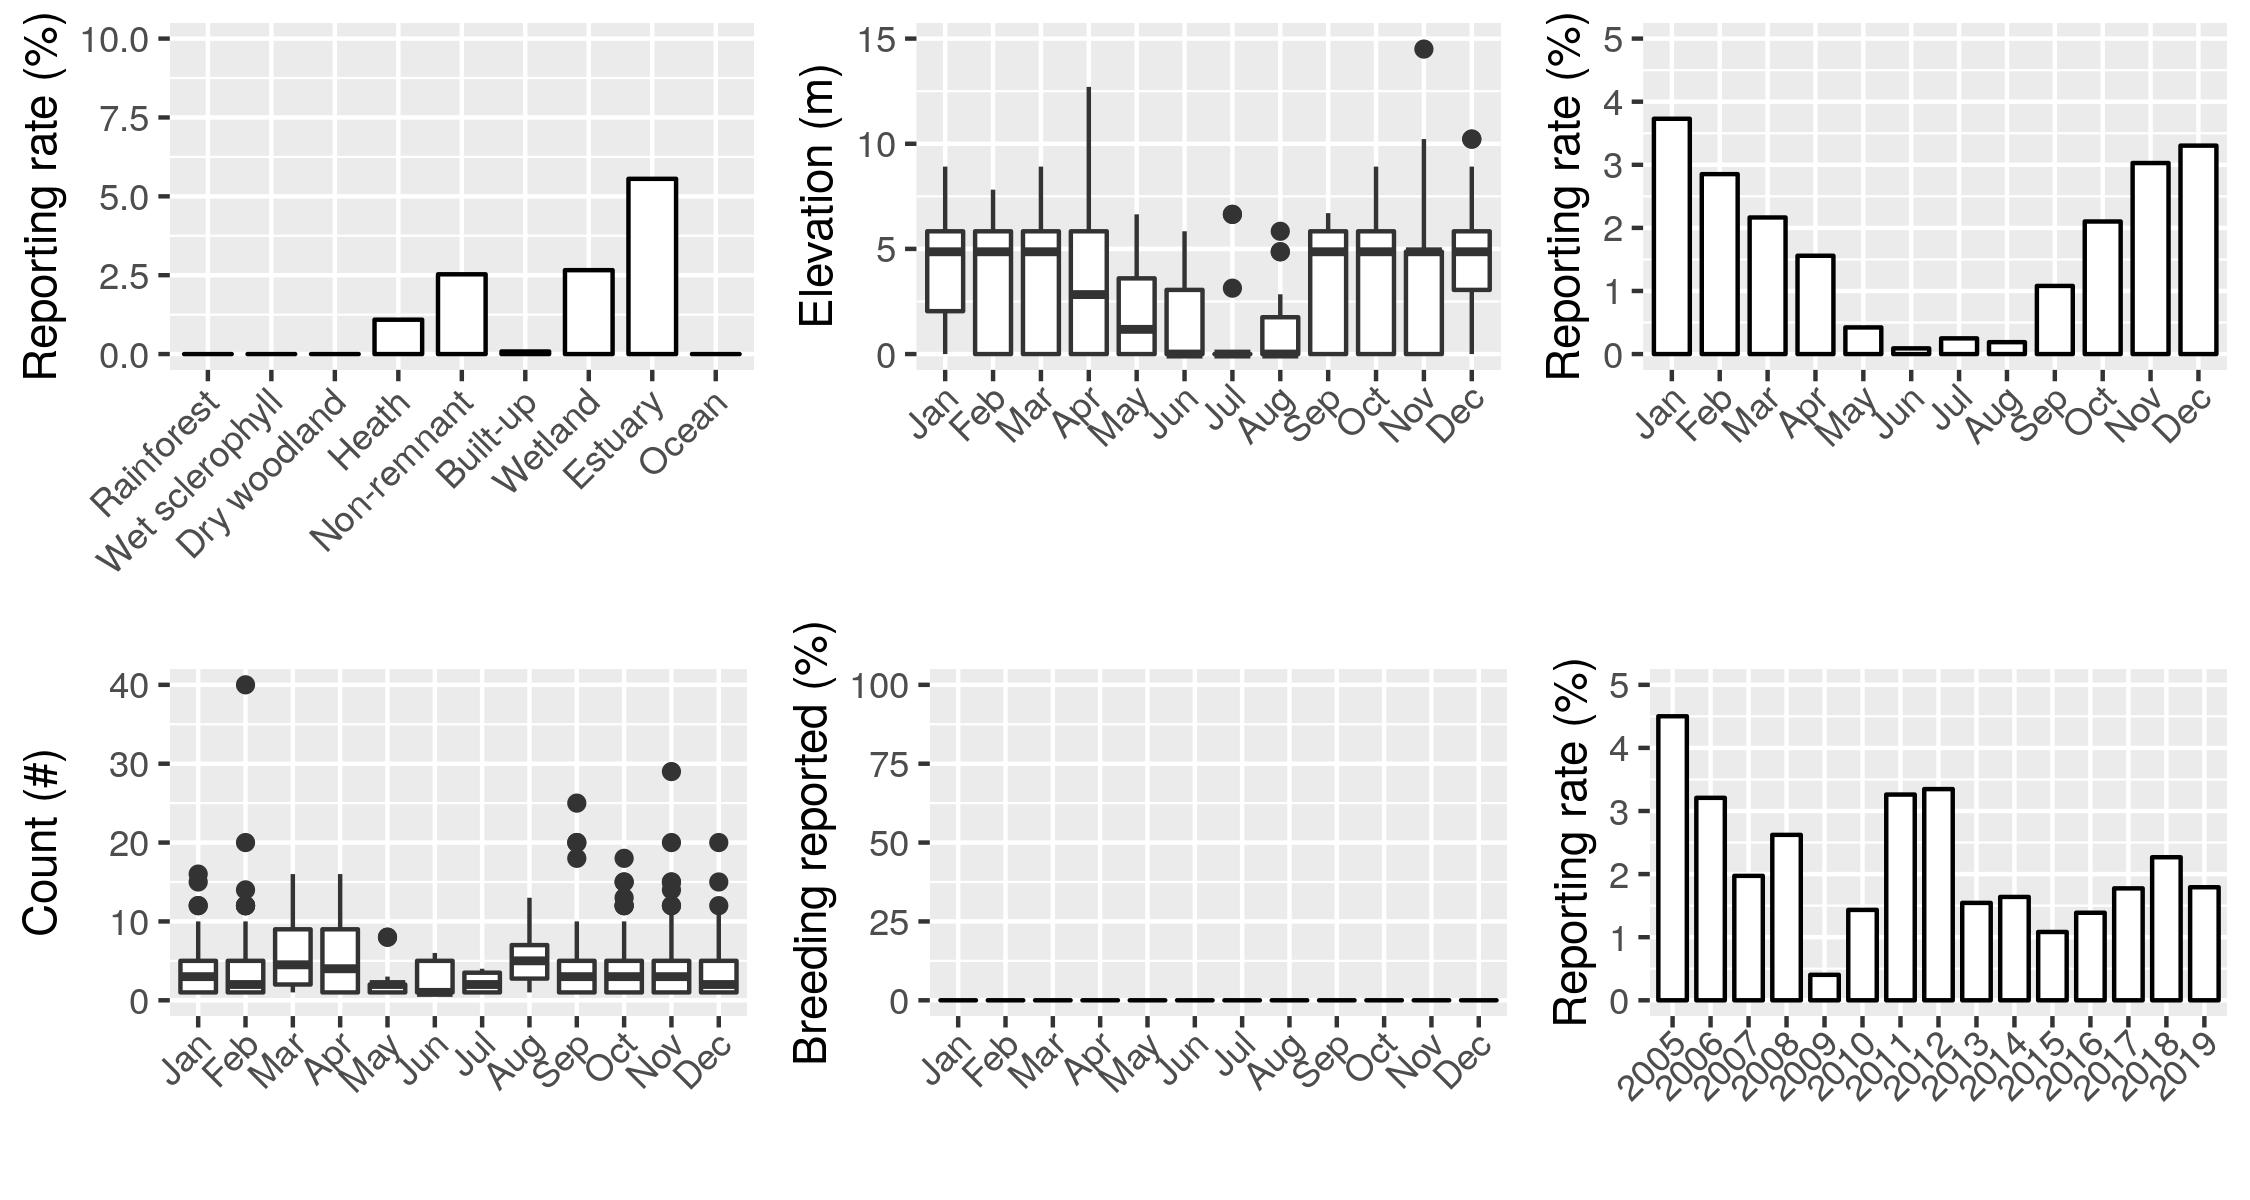 Reporting rate (%)
10.0
7.5
5.0
2.5
0.0
Rainforest
Wet sclerophyll
Dry woodland
Heath
Non-remnant
Built-up
Wetland
Estuary
Ocean
Elevation (m)
15
10
5
0
Jan
Feb
Mar
Apr
May
Jun
Jul
Aug
Sep
Oct
Nov
Dec
Reporting rate (%)
5
4
3
2
1
0
Jan
Feb
Mar
Apr
May
Jun
Jul
Aug
Sep
Oct
Nov
Dec
Count (#)
40
30
20
10
0
Jan
Feb
Mar
Apr
May
Jun
Jul
Aug
Sep
Oct
Nov
Dec
Breeding reported (%)
100
75
50
25
0
Jan
Feb
Mar
Apr
May
Jun
Jul
Aug
Sep
Oct
Nov
Dec
Reporting rate (%)
5
4
3
2
1
0
2005
2006
2007
2008
2009
2010
2011
2012
2013
2014
2015
2016
2017
2018
2019